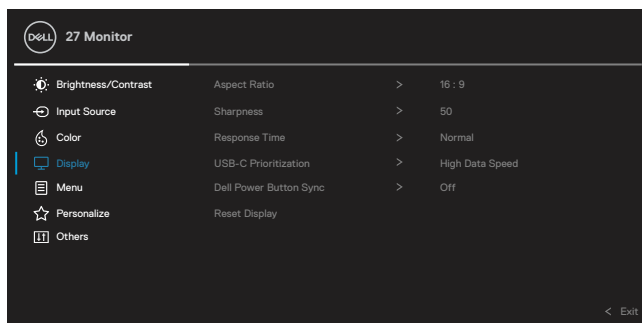 DELL 27 Monitor
Brightness/Contrast Aspect Ratio > 16 : 9
Input Source Sharpness > 50
Color Response Time > Normal
Display USB-C Prioritization > High Data Speed
Menu Dell Power Button Sync > Off
Personalize Reset Display
Others
< Exit